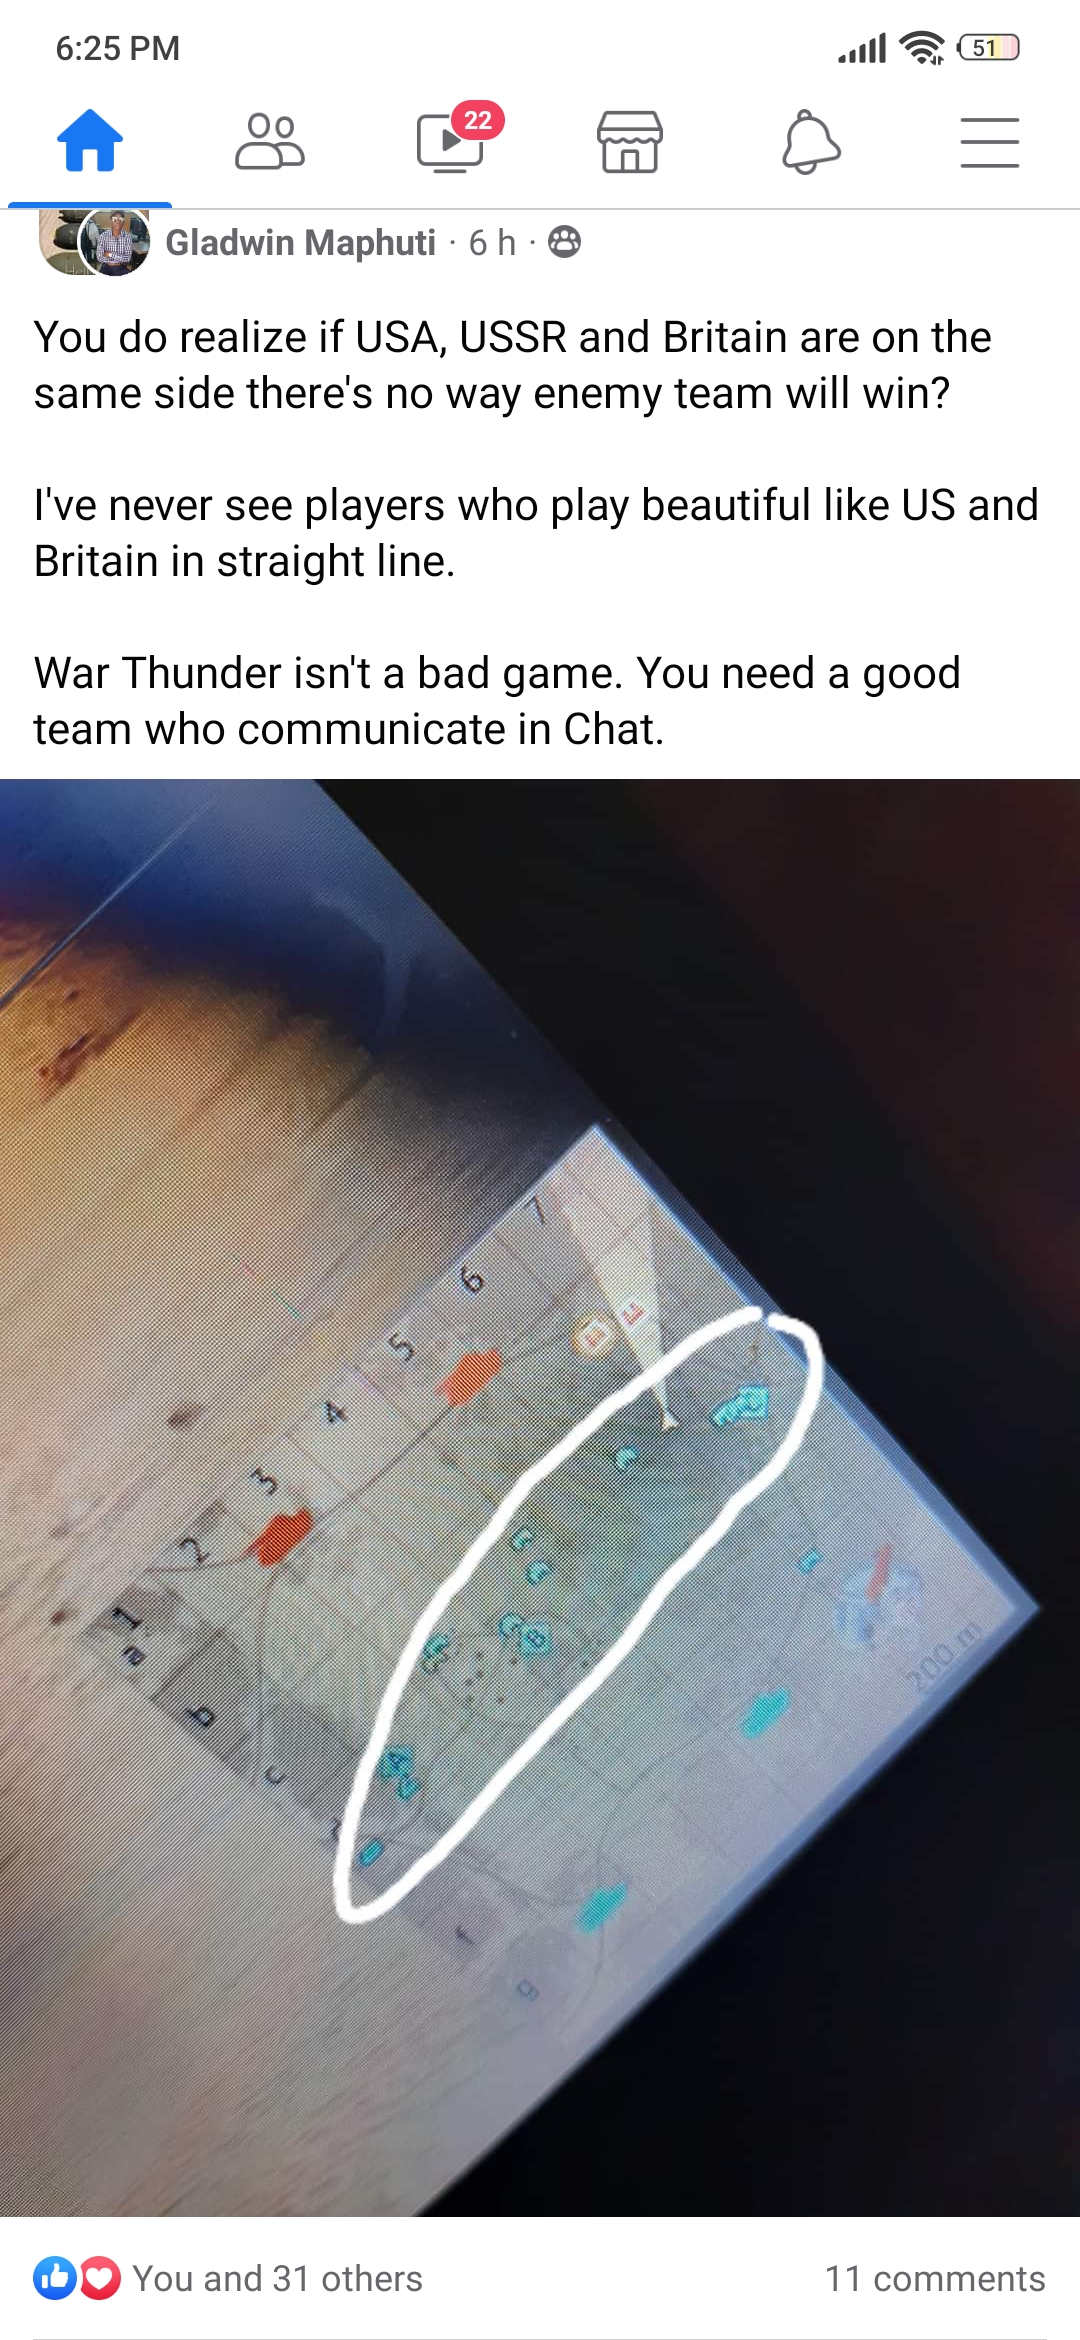 6:25 PM
51
22
Gladwin Maphuti · 6 h ·
You do realize if USA, USSR and Britain are on the
same side there's no way enemy team will win?
I've never see players who play beautiful like US and
Britain in straight line.
War Thunder isn't a bad game. You need a good
team who communicate in Chat.
7
6
5
4
3
2
1
a
b
c
f
g
A
B
200 m
You and 31 others
11 comments